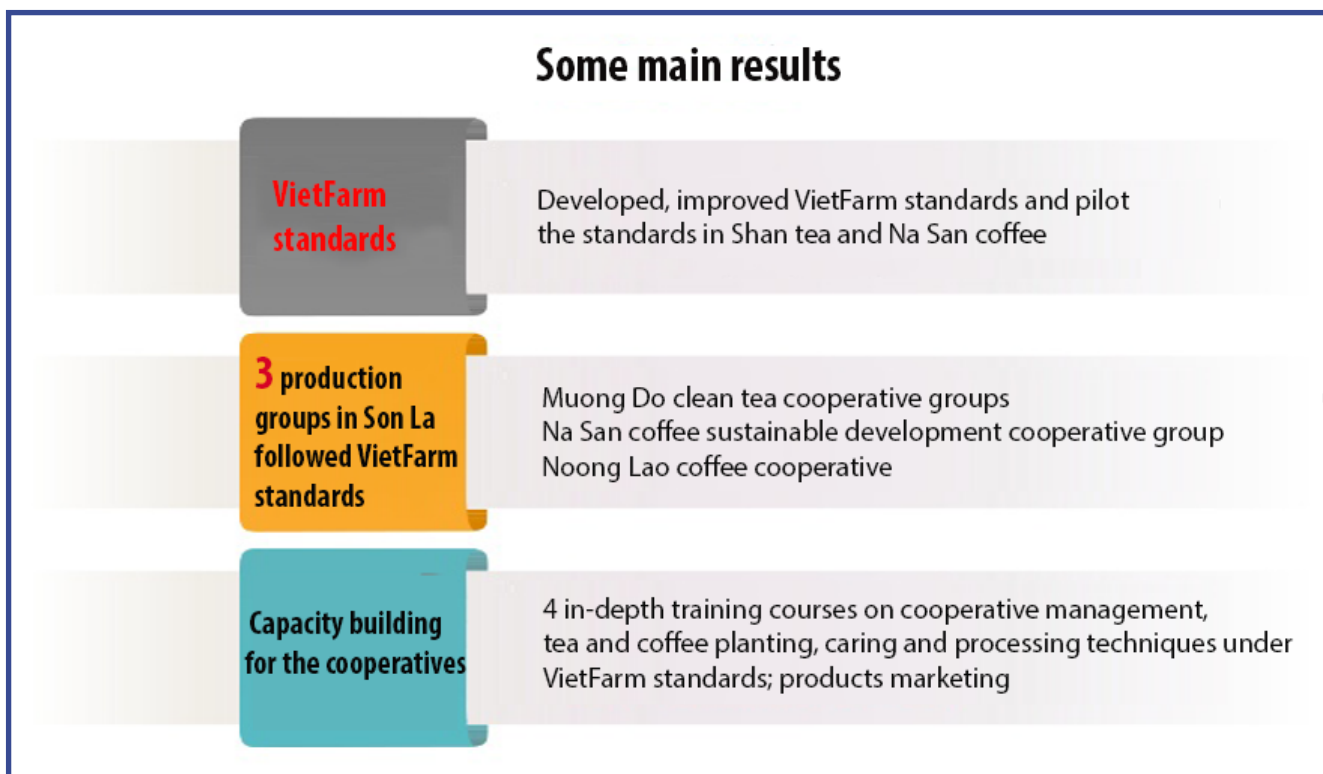 Some main results
VietFarm
standards
Developed, improved VietFarm standards and pilot
the standards in Shan tea and Na San coffee
3 production
groups in Son La
followed VietFarm
standards
Muong Do clean tea cooperative groups
Na San coffee sustainable development cooperative group
Noong Lao coffee cooperative
Capacity building
for the cooperatives
4 in-depth training courses on cooperative management,
tea and coffee planting, caring and processing techniques under
VietFarm standards; products marketing